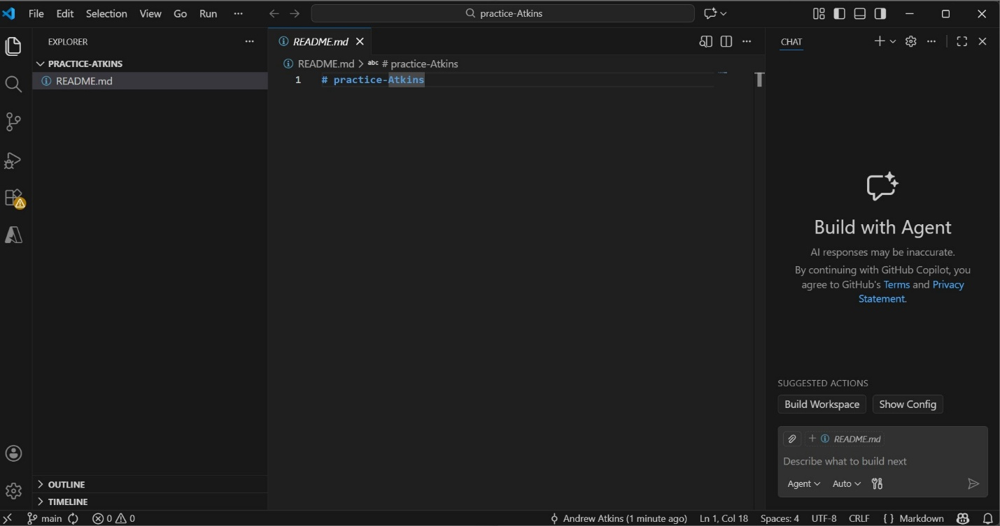 File Edit Selection View Go Run ··· practice-Atkins
EXPLORER ···
PRACTICE-ATKINS
README.md
README.md
README.md > abc # practice-Atkins
1 # practice-Atkins
CHAT
Build with Agent
AI responses may be inaccurate.
By continuing with GitHub Copilot, you
agree to GitHub's Terms and Privacy
Statement.
SUGGESTED ACTIONS
Build Workspace Show Config
README.md
Describe what to build next
Agent Auto
OUTLINE
TIMELINE
main 0 0 Andrew Atkins (1 minute ago) Ln 1, Col 18 Spaces: 4 UTF-8 CRLF { } Markdown